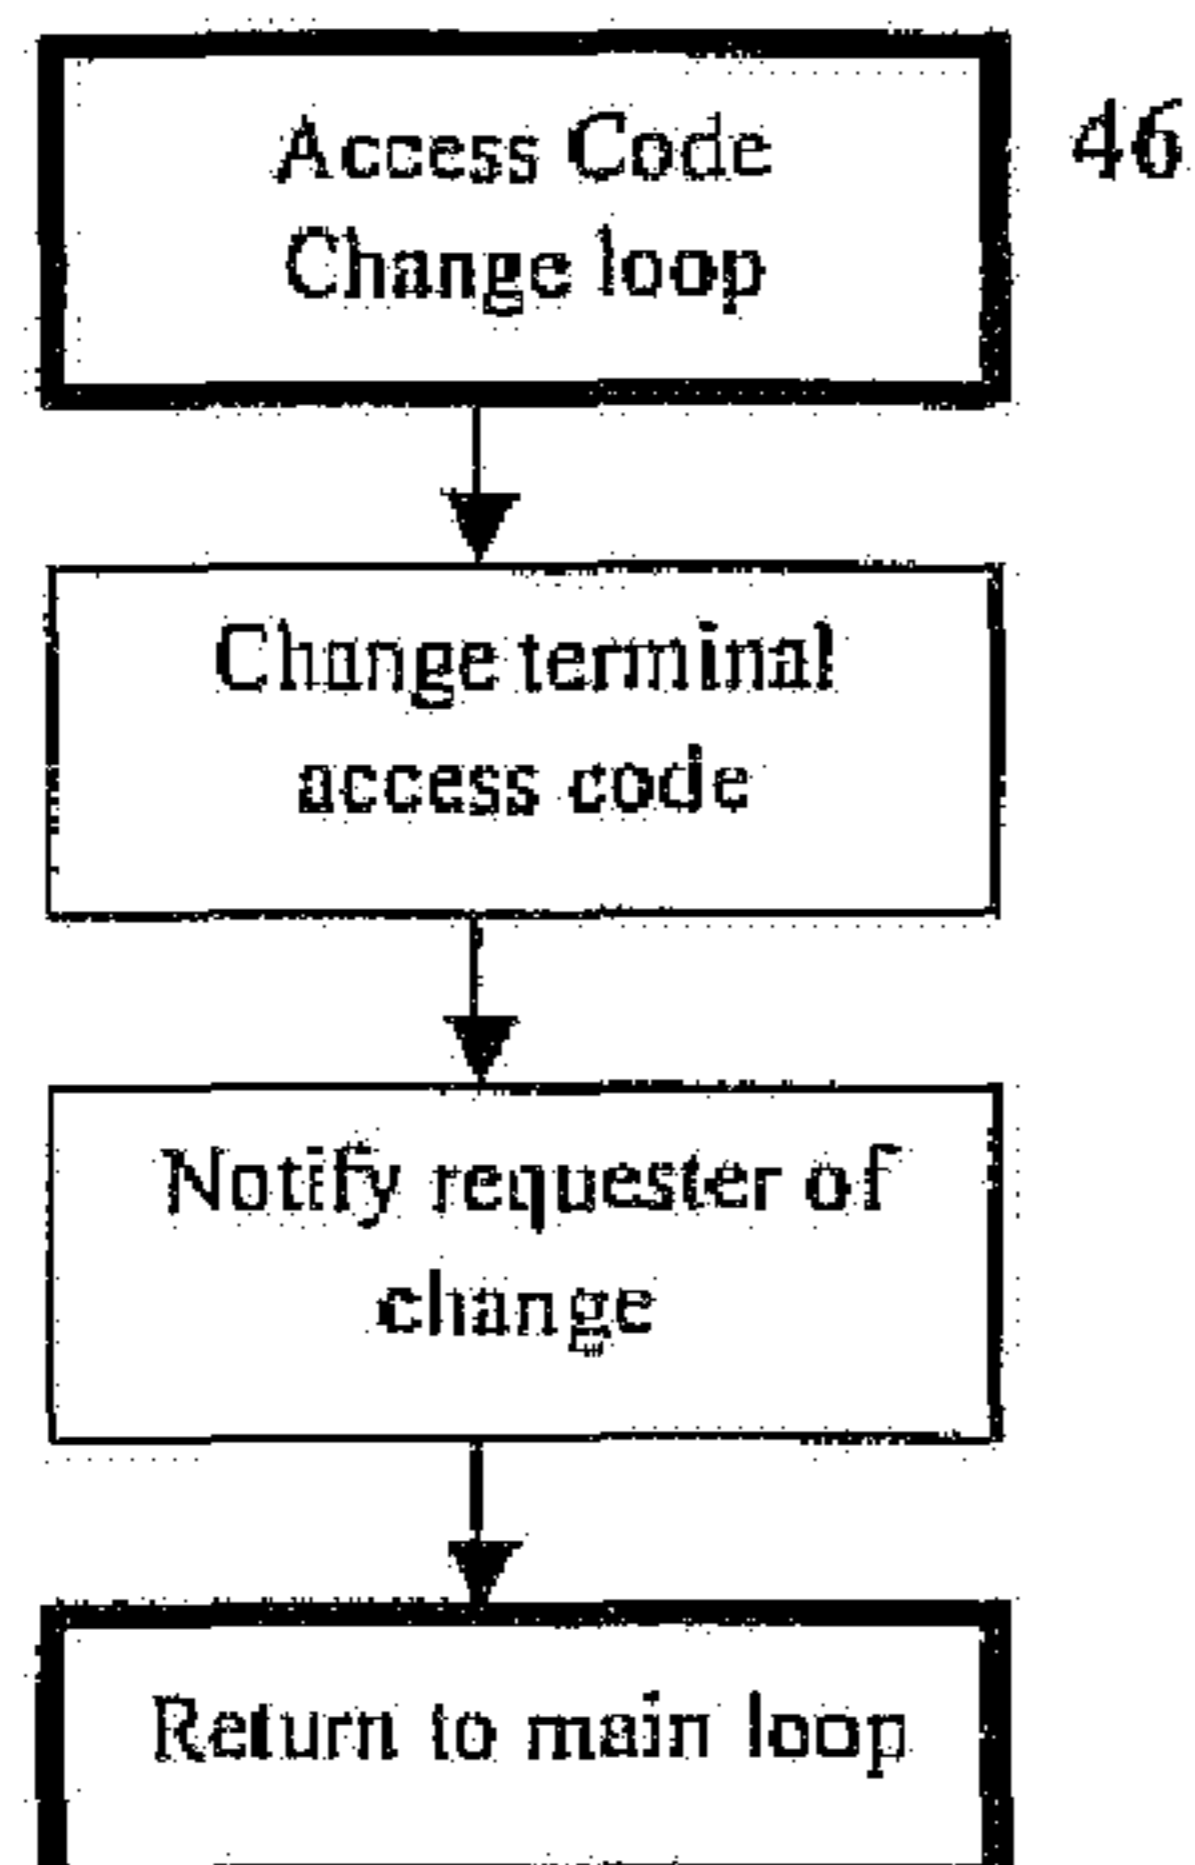 Access Code 46
Change loop
Change terminal
access code
Notify requester of
change
Return to main loop